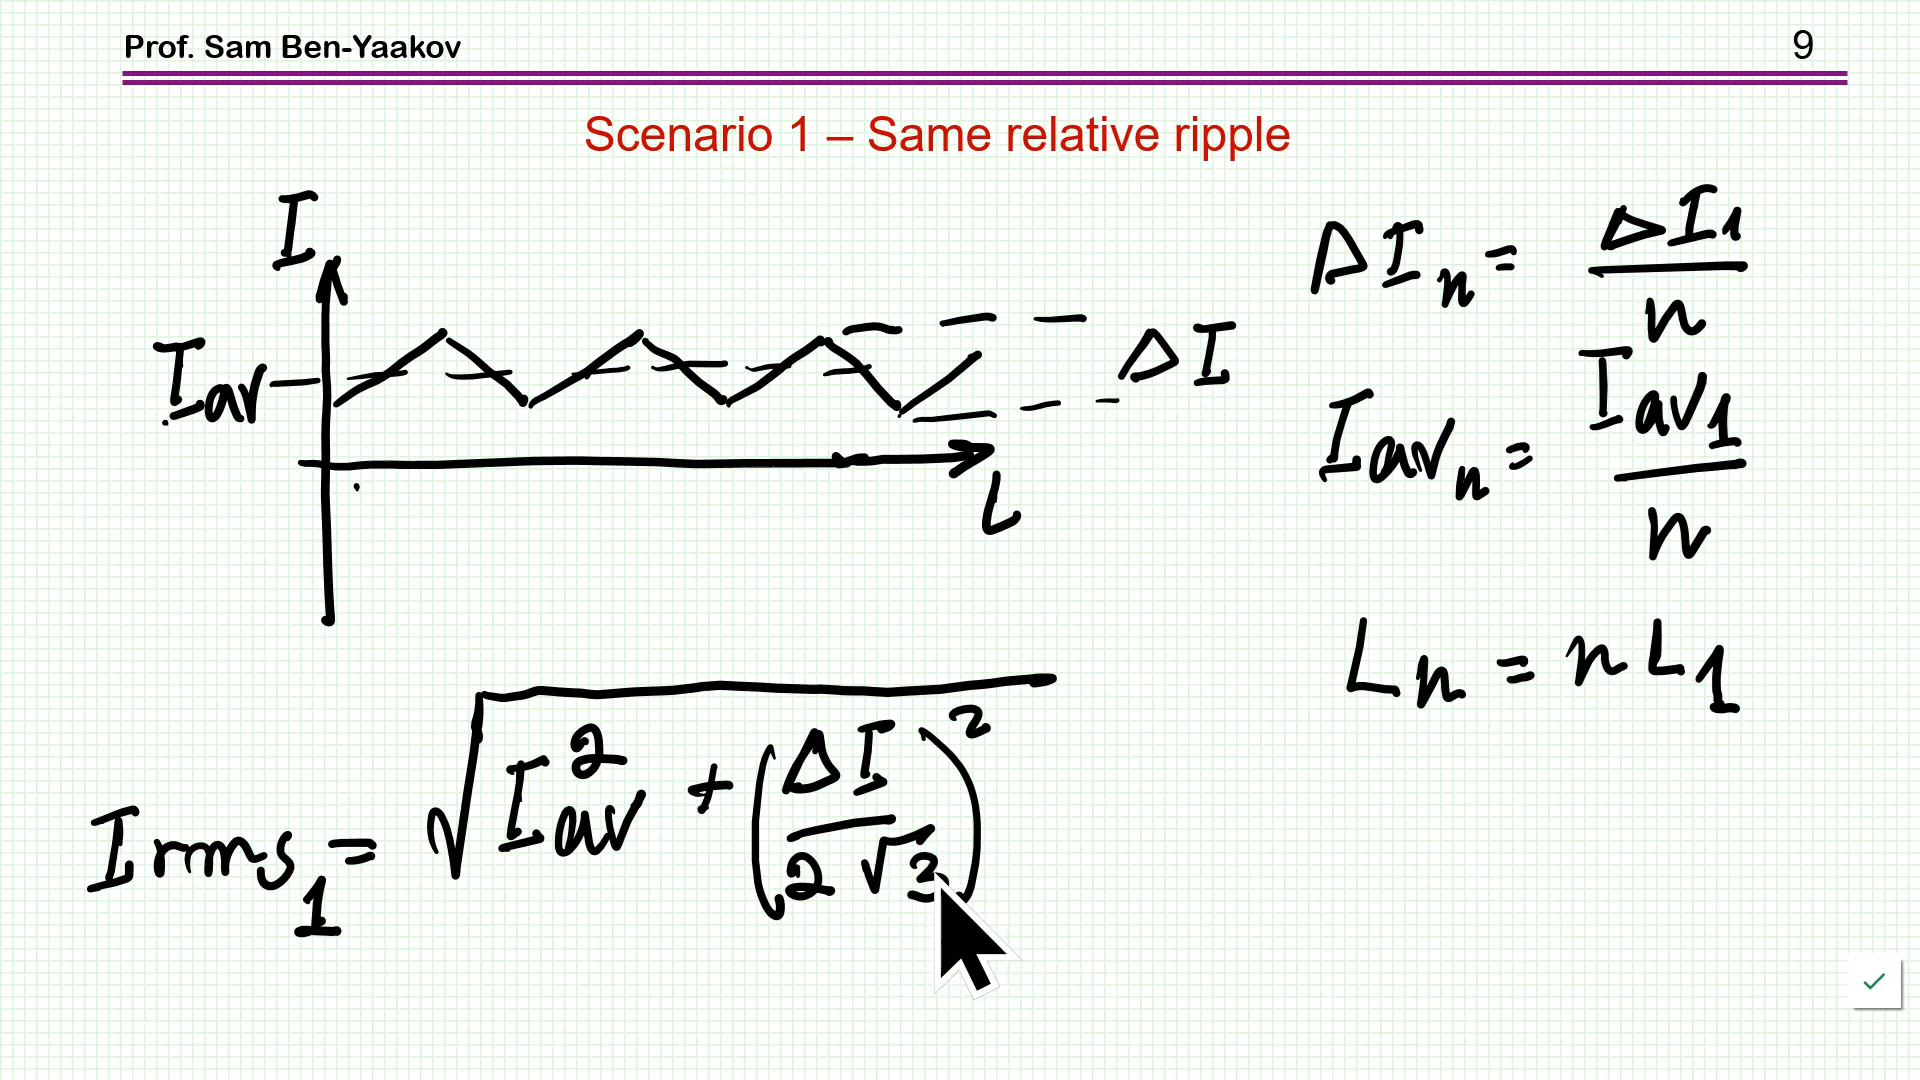 Prof. Sam Ben-Yaakov 9
Scenario 1 – Same relative ripple
I
Iav
ΔI
t
ΔIₙ = ΔI₁ / n
Iavₙ = Iav₁ / n
Lₙ = n L₁
Irms₁ = √(Iav² + (ΔI / 2√3)²)